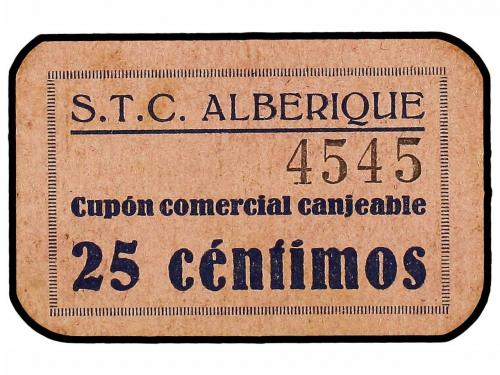 S.T.C. ALBERIQUE
4545
Cupón comercial canjeable
25 céntimos